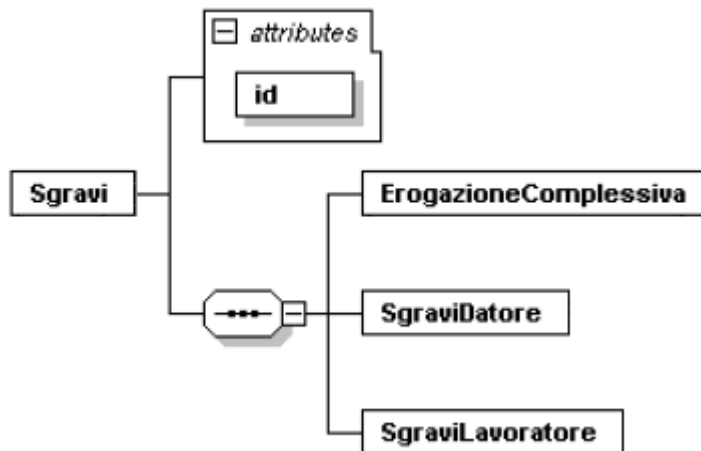 attributes
id
Sgravi
ErogazioneComplessiva
SgraviDatore
SgraviLavoratore